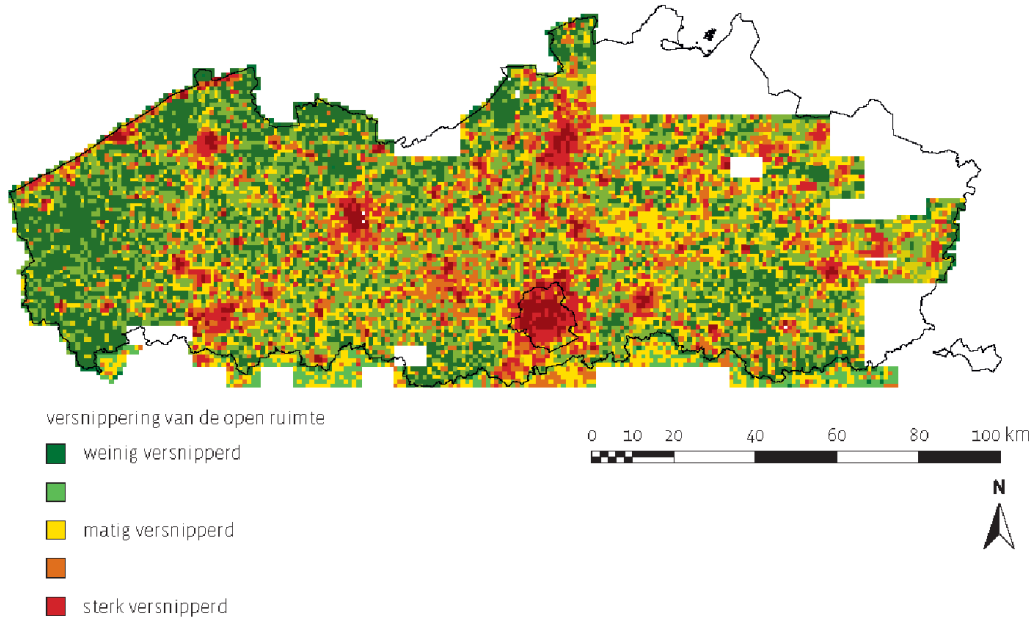 versnippering van de open ruimte
weinig versnipperd
matig versnipperd
sterk versnipperd
0 10 20 40 60 80 100 km
N